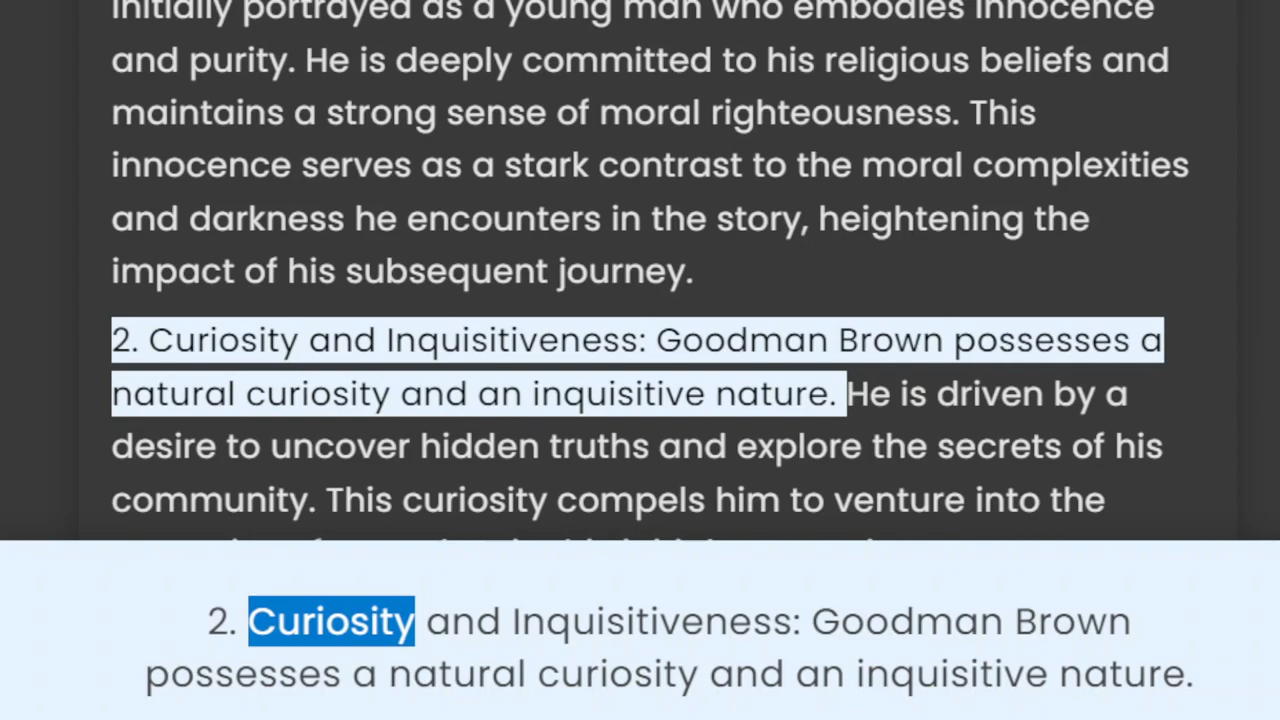 initially portrayed as a young man who embodies innocence
and purity. He is deeply committed to his religious beliefs and
maintains a strong sense of moral righteousness. This
innocence serves as a stark contrast to the moral complexities
and darkness he encounters in the story, heightening the
impact of his subsequent journey.
2. Curiosity and Inquisitiveness: Goodman Brown possesses a
natural curiosity and an inquisitive nature. He is driven by a
desire to uncover hidden truths and explore the secrets of his
community. This curiosity compels him to venture into the
2. Curiosity and Inquisitiveness: Goodman Brown
possesses a natural curiosity and an inquisitive nature.